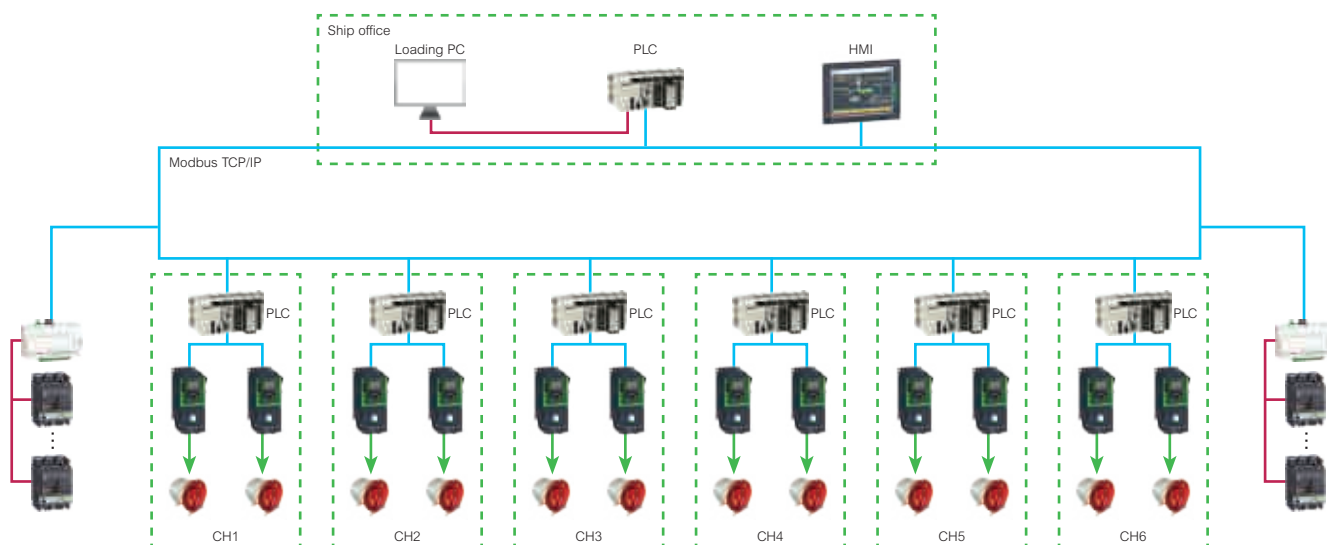 Ship office
Loading PC
PLC
HMI
Modbus TCP/IP
PLC
PLC
PLC
PLC
PLC
PLC
CH1
CH2
CH3
CH4
CH5
CH6